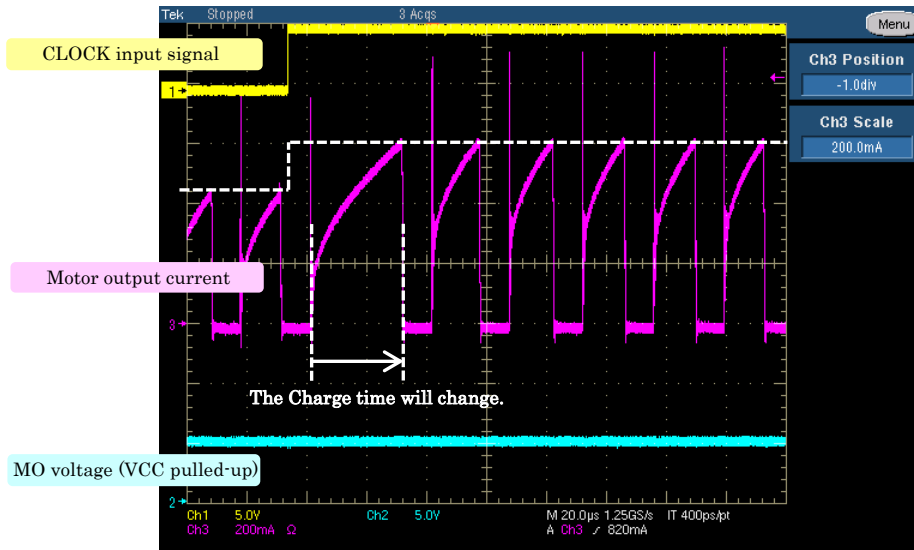 Tek Stopped 3 Acqs
Menu
CLOCK input signal
Ch3 Position
-1.0div
1
Ch3 Scale
200.0mA
Motor output current
3
The Charge time will change.
MO voltage (VCC pulled-up)
2
Ch1 5.0V Ch2 5.0V M 20.0µs 1.25GS/s IT 400ps/pt
Ch3 200mA Ω A Ch3 ∕ 820mA